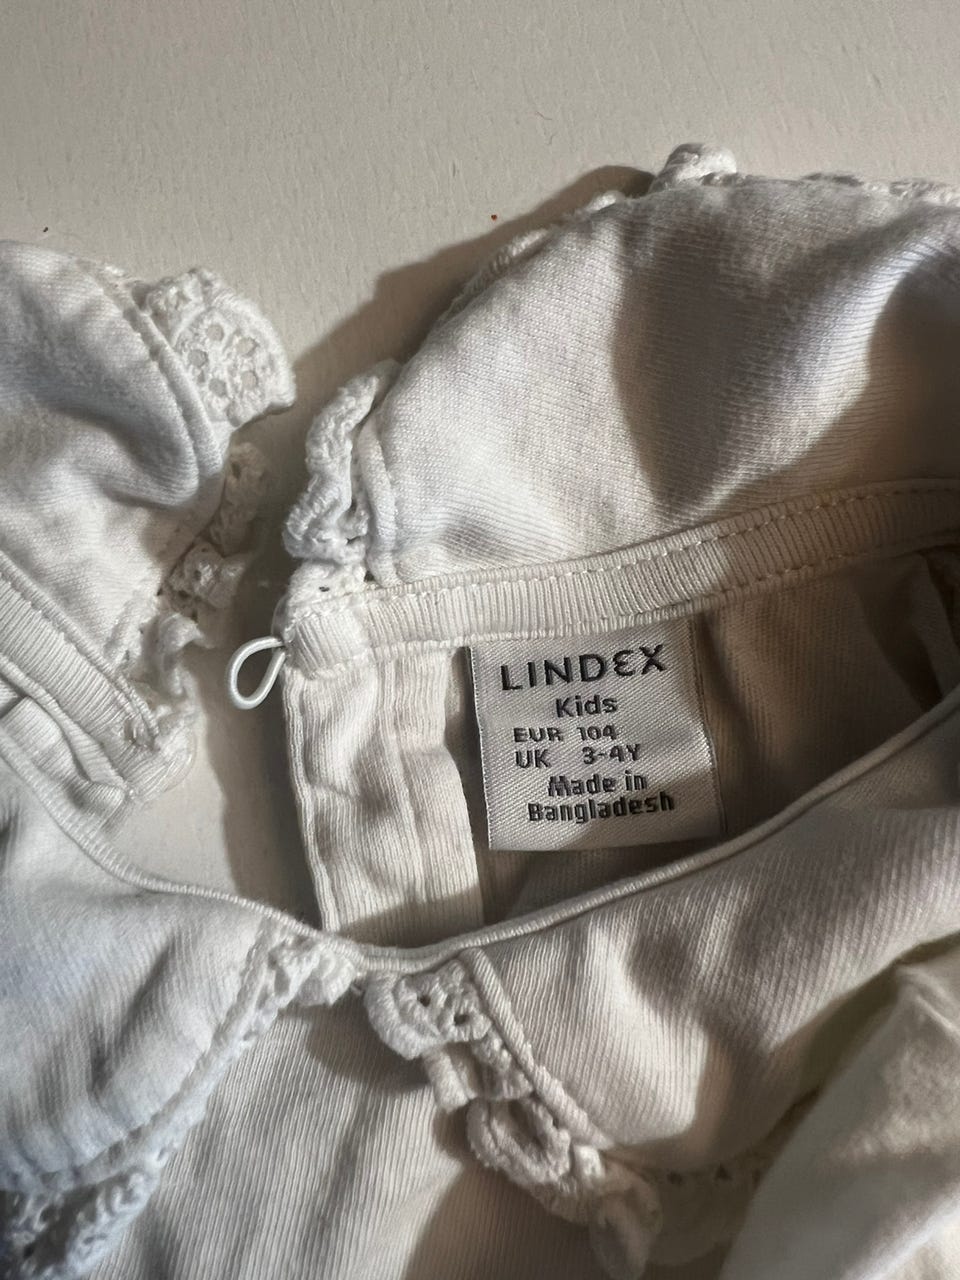 LINDEX
Kids
EUR 104
UK 3-4Y
Made in
Bangladesh